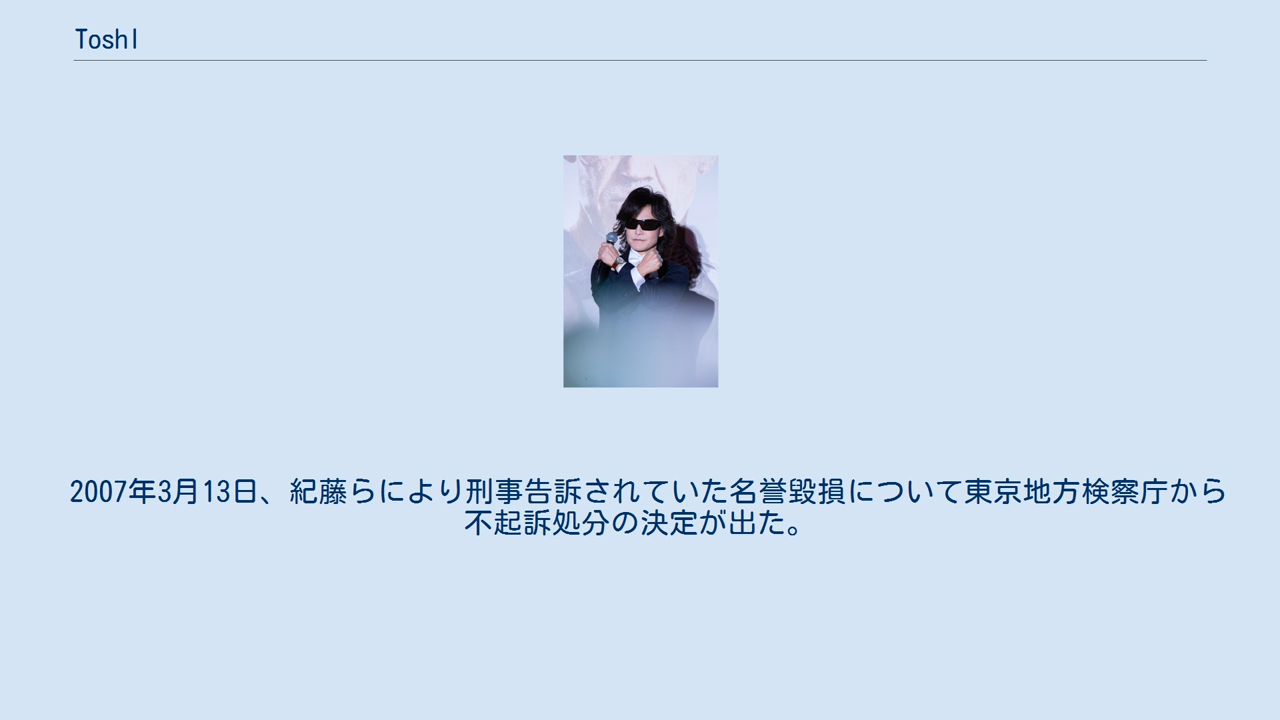 ToshI
2007年3月13日、紀藤らにより刑事告訴されていた名誉毀損について東京地方検察庁から
不起訴処分の決定が出た。